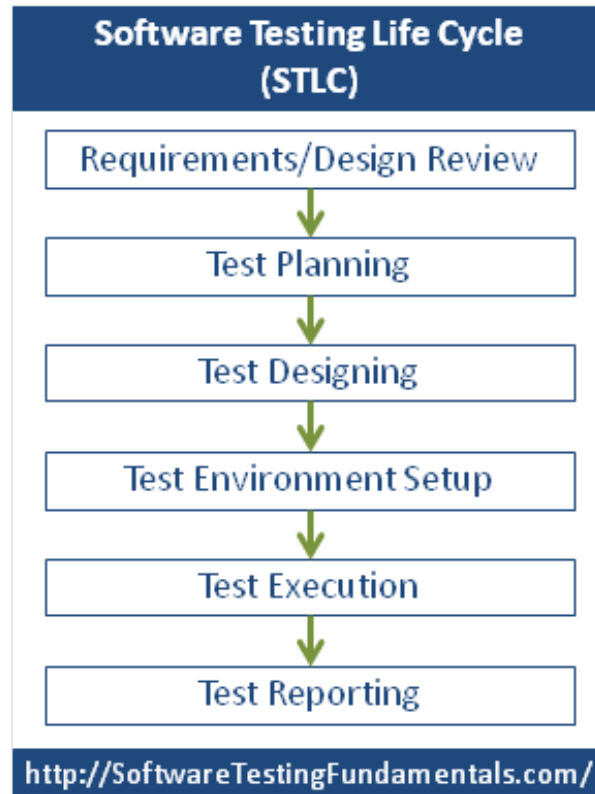 Software Testing Life Cycle
(STLC)
Requirements/Design Review
Test Planning
Test Designing
Test Environment Setup
Test Execution
Test Reporting
http://SoftwareTestingFundamentals.com/